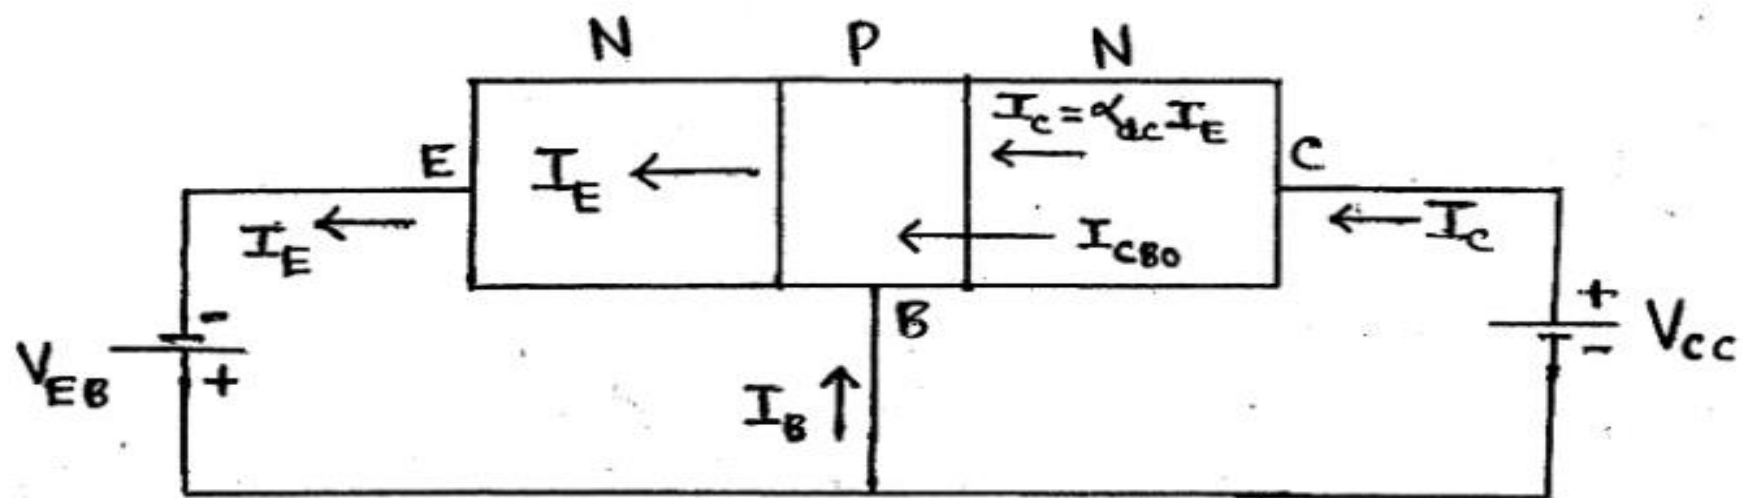 N P N
I_C = α_dc I_E
E I_E C
I_E I_CBO I_C
B
- +
V_EB + - V_CC
I_B